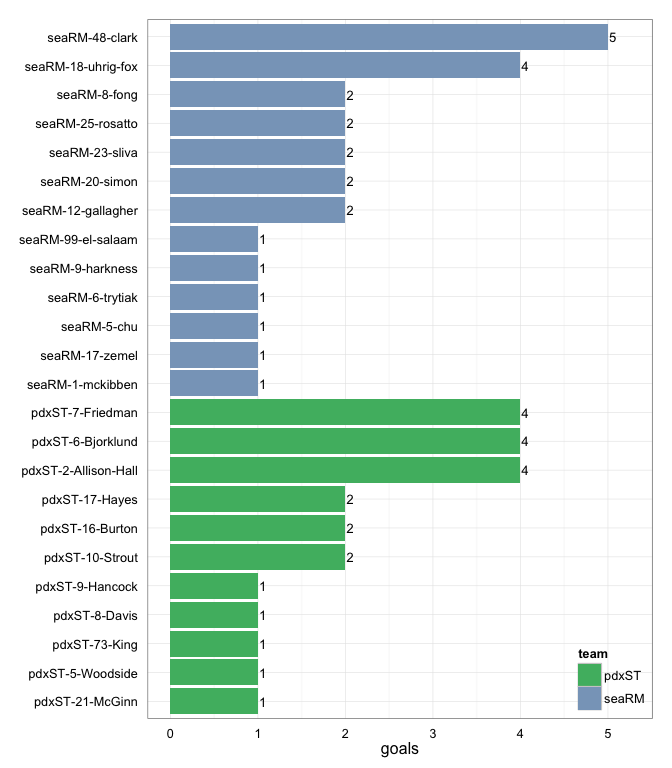 seaRM-48-clark 5
seaRM-18-uhrig-fox 4
seaRM-8-fong 2
seaRM-25-rosatto 2
seaRM-23-sliva 2
seaRM-20-simon 2
seaRM-12-gallagher 2
seaRM-99-el-salaam 1
seaRM-9-harkness 1
seaRM-6-trytiak 1
seaRM-5-chu 1
seaRM-17-zemel 1
seaRM-1-mckibben 1
pdxST-7-Friedman 4
pdxST-6-Bjorklund 4
pdxST-2-Allison-Hall 4
pdxST-17-Hayes 2
pdxST-16-Burton 2
pdxST-10-Strout 2
pdxST-9-Hancock 1
pdxST-8-Davis 1
pdxST-73-King 1
pdxST-5-Woodside 1
pdxST-21-McGinn 1
team
pdxST
seaRM
0 1 2 3 4 5
goals